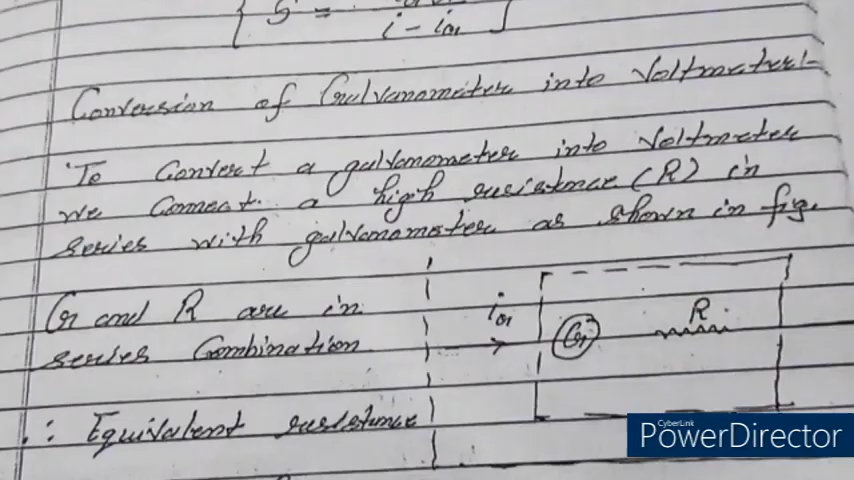 S =
i - iG
Conversion of Galvanometer into Voltmeter:-
To Convert a galvanometer into Voltmeter
we Connect. a high resistance (R) in
series with galvanometer as shown in fig.
G and R are in
series Combination
∴ Equivalent resistance
iG
G
R
CyberLink
PowerDirector